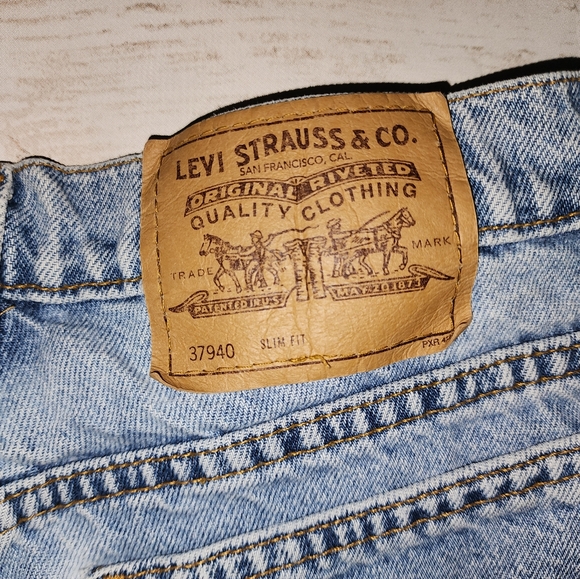 LEVI STRAUSS & CO.
SAN FRANCISCO, CAL.
ORIGINAL RIVETED
QUALITY CLOTHING
TRADE MARK
PATENTED IN U.S. MAY 20 1873
37940 SLIM FIT